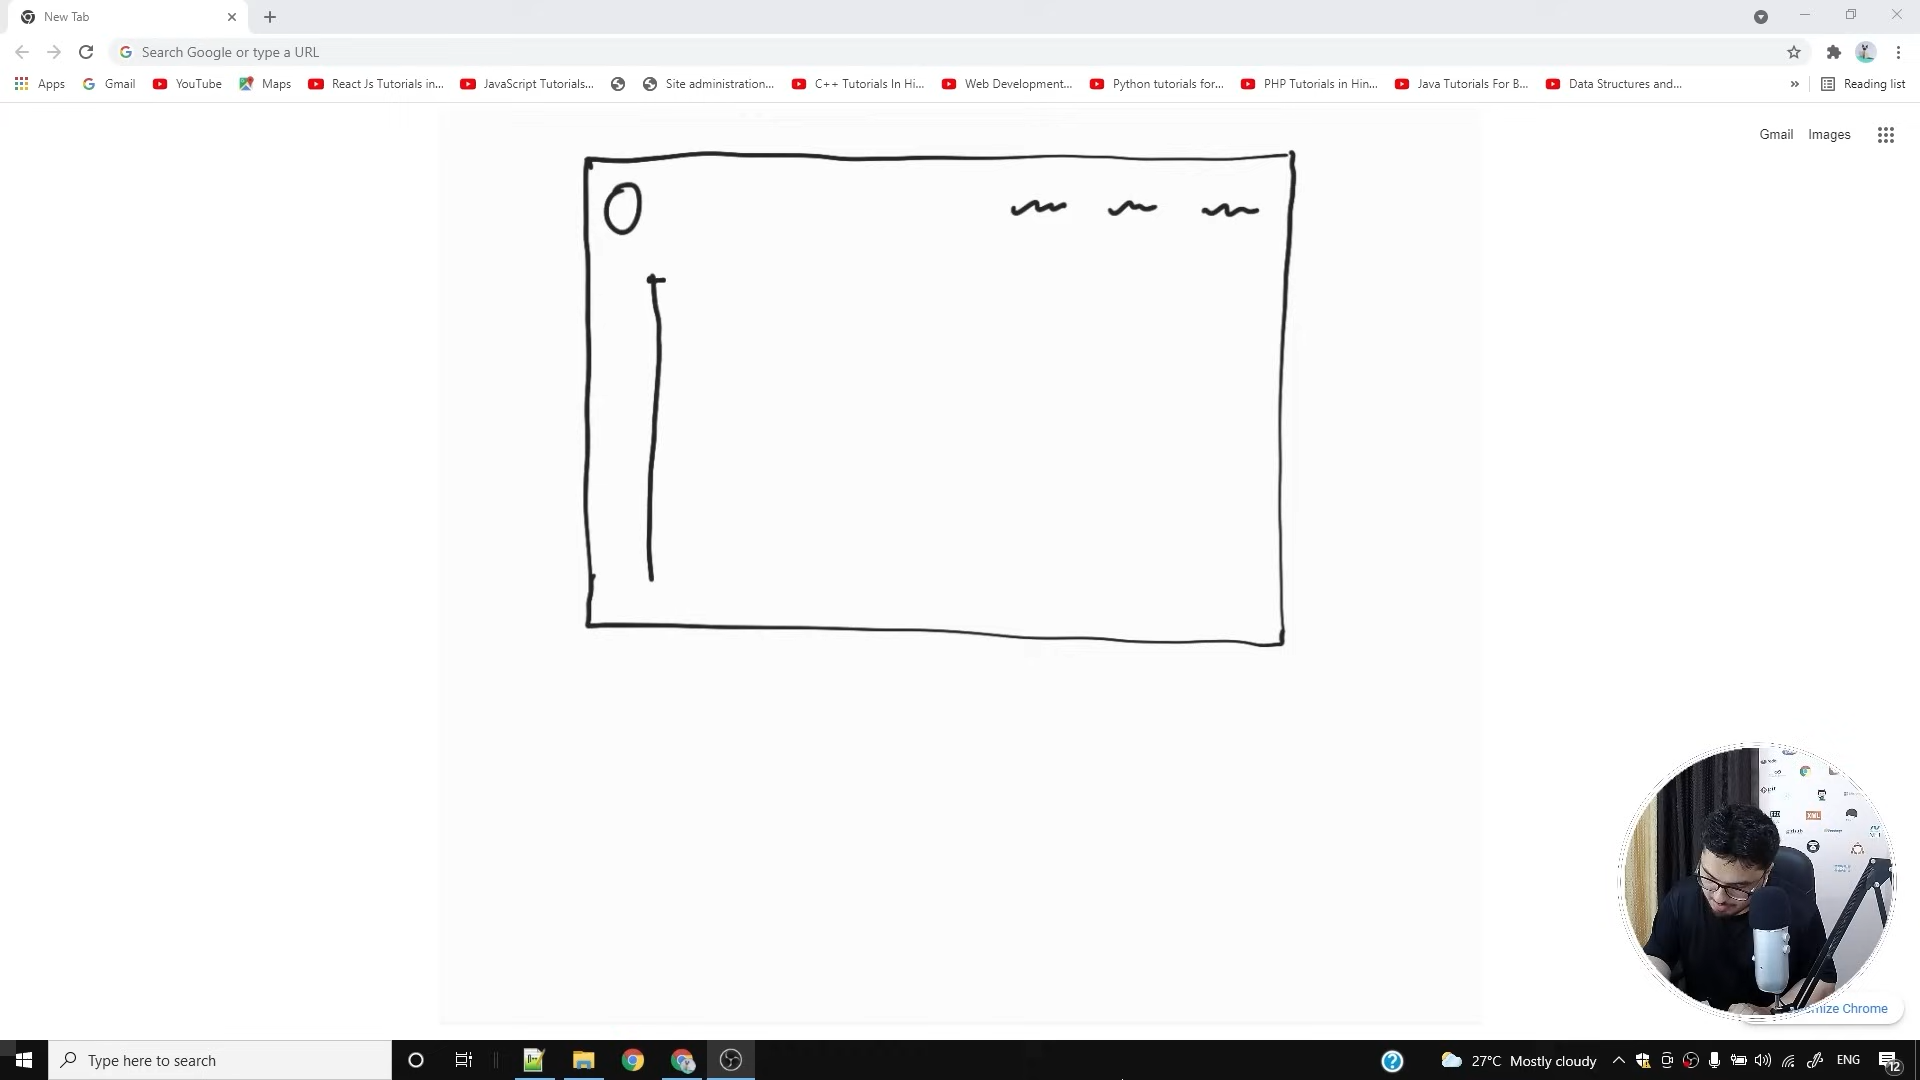 New Tab
Search Google or type a URL
Apps Gmail YouTube Maps React Js Tutorials in... JavaScript Tutorials... Site administration... C++ Tutorials In Hi... Web Development... Python tutorials for... PHP Tutorials in Hin... Java Tutorials For B... Data Structures and... » Reading list
Gmail Images
XML
Type here to search
27°C Mostly cloudy
ENG
12